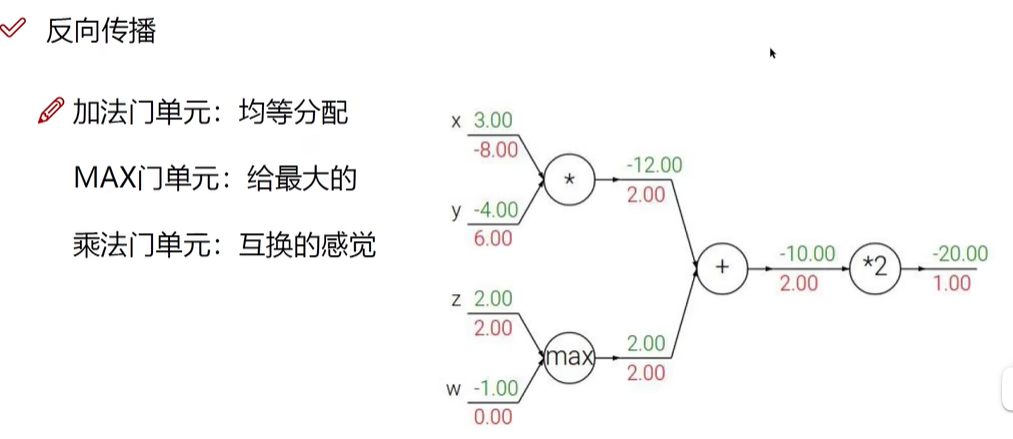 反向传播
加法门单元：均等分配
MAX门单元：给最大的
乘法门单元：互换的感觉
x 3.00
-8.00
y -4.00
6.00
*
-12.00
2.00
z 2.00
2.00
w -1.00
0.00
max
2.00
2.00
+
-10.00
2.00
*2
-20.00
1.00